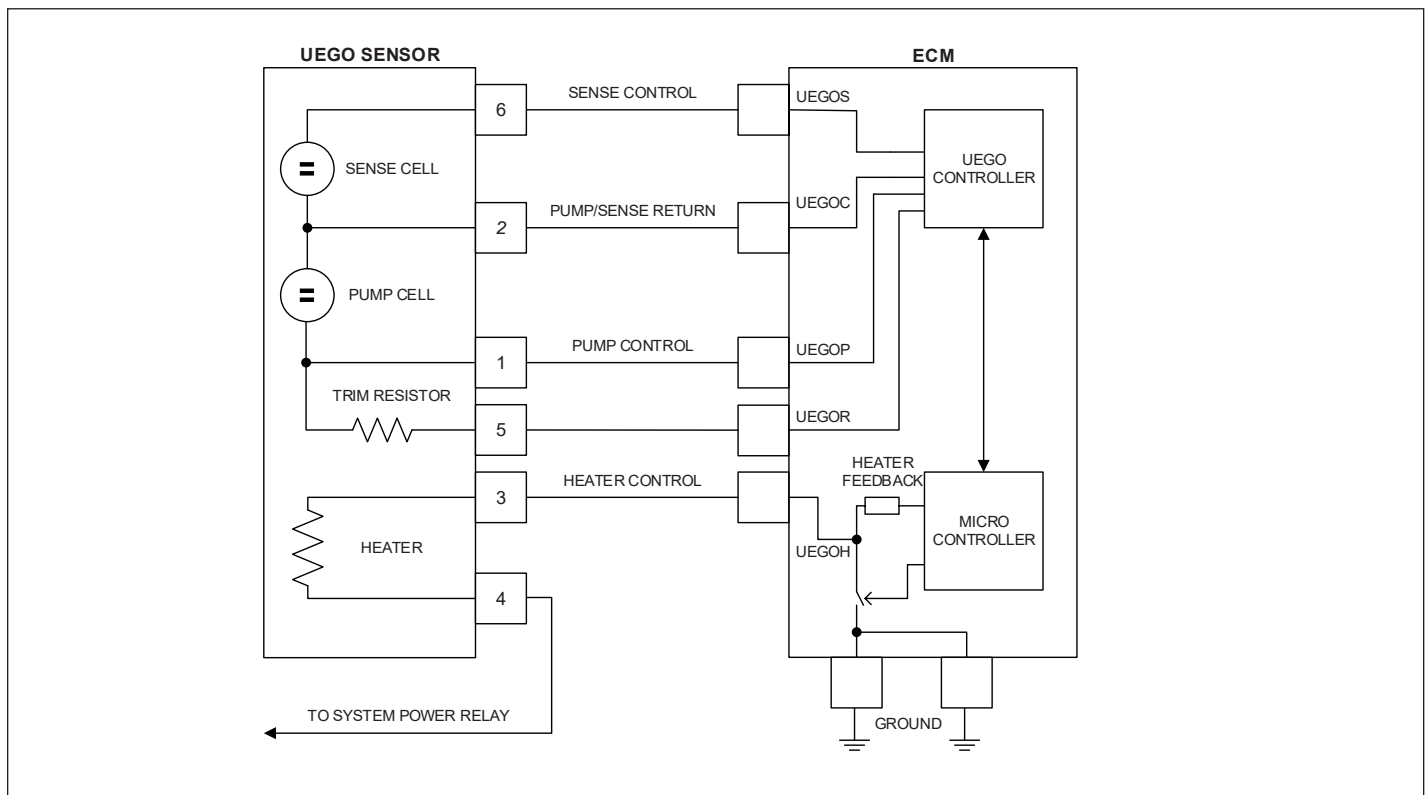 UEGO SENSOR
ECM
6
SENSE CONTROL
UEGOS
SENSE CELL
UEGO
CONTROLLER
2
PUMP/SENSE RETURN
UEGOC
PUMP CELL
1
PUMP CONTROL
UEGOP
TRIM RESISTOR
5
UEGOR
3
HEATER CONTROL
HEATER
FEEDBACK
MICRO
CONTROLLER
UEGOH
HEATER
4
TO SYSTEM POWER RELAY
GROUND